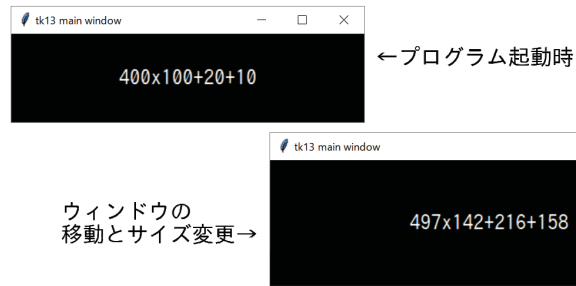 tk13 main window
400x100+20+10
←プログラム起動時
tk13 main window
497x142+216+158
ウィンドウの
移動とサイズ変更→